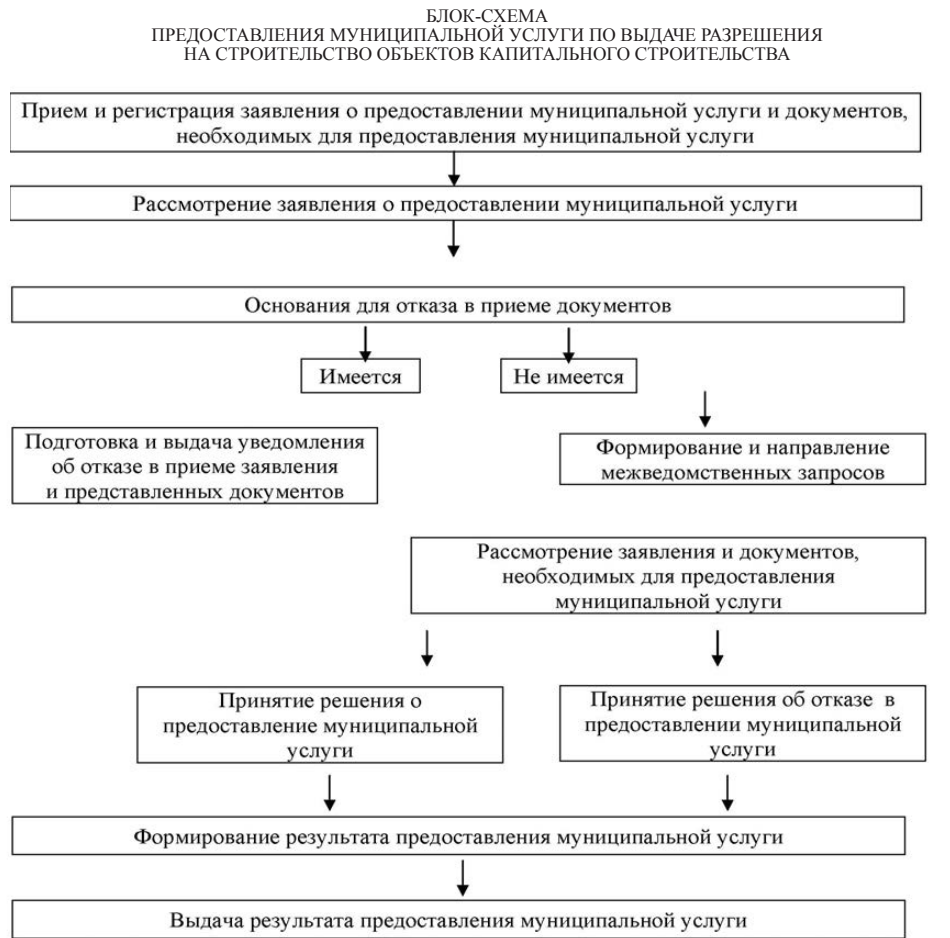 БЛОК-СХЕМА
ПРЕДОСТАВЛЕНИЯ МУНИЦИПАЛЬНОЙ УСЛУГИ ПО ВЫДАЧЕ РАЗРЕШЕНИЯ
НА СТРОИТЕЛЬСТВО ОБЪЕКТОВ КАПИТАЛЬНОГО СТРОИТЕЛЬСТВА
Прием и регистрация заявления о предоставлении муниципальной услуги и документов,
необходимых для предоставления муниципальной услуги
Рассмотрение заявления о предоставлении муниципальной услуги
Основания для отказа в приеме документов
Имеется
Не имеется
Подготовка и выдача уведомления
об отказе в приеме заявления
и представленных документов
Формирование и направление
межведомственных запросов
Рассмотрение заявления и документов,
необходимых для предоставления
муниципальной услуги
Принятие решения о
предоставление муниципальной
услуги
Принятие решения об отказе в
предоставлении муниципальной
услуги
Формирование результата предоставления муниципальной услуги
Выдача результата предоставления муниципальной услуги